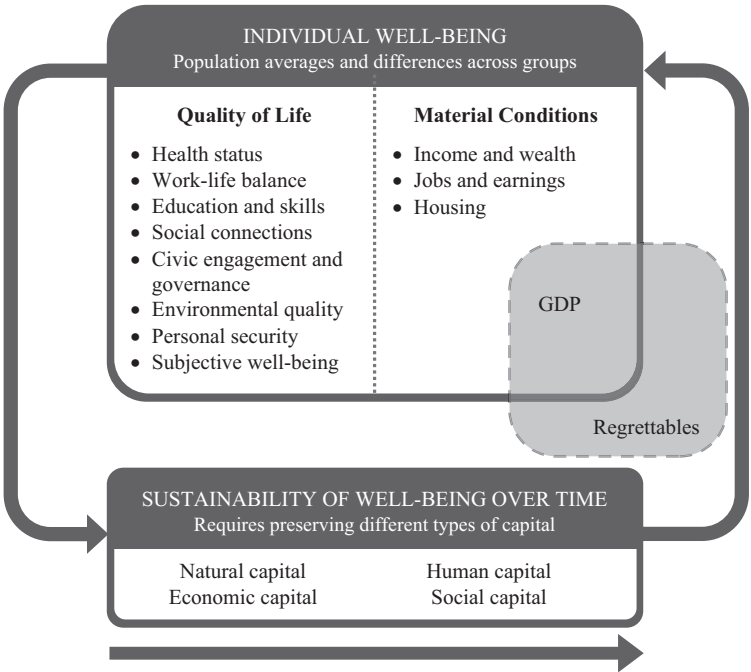 INDIVIDUAL WELL-BEING
Population averages and differences across groups
Quality of Life
• Health status
• Work-life balance
• Education and skills
• Social connections
• Civic engagement and
governance
• Environmental quality
• Personal security
• Subjective well-being
Material Conditions
• Income and wealth
• Jobs and earnings
• Housing
GDP
Regrettables
SUSTAINABILITY OF WELL-BEING OVER TIME
Requires preserving different types of capital
Natural capital
Economic capital
Human capital
Social capital